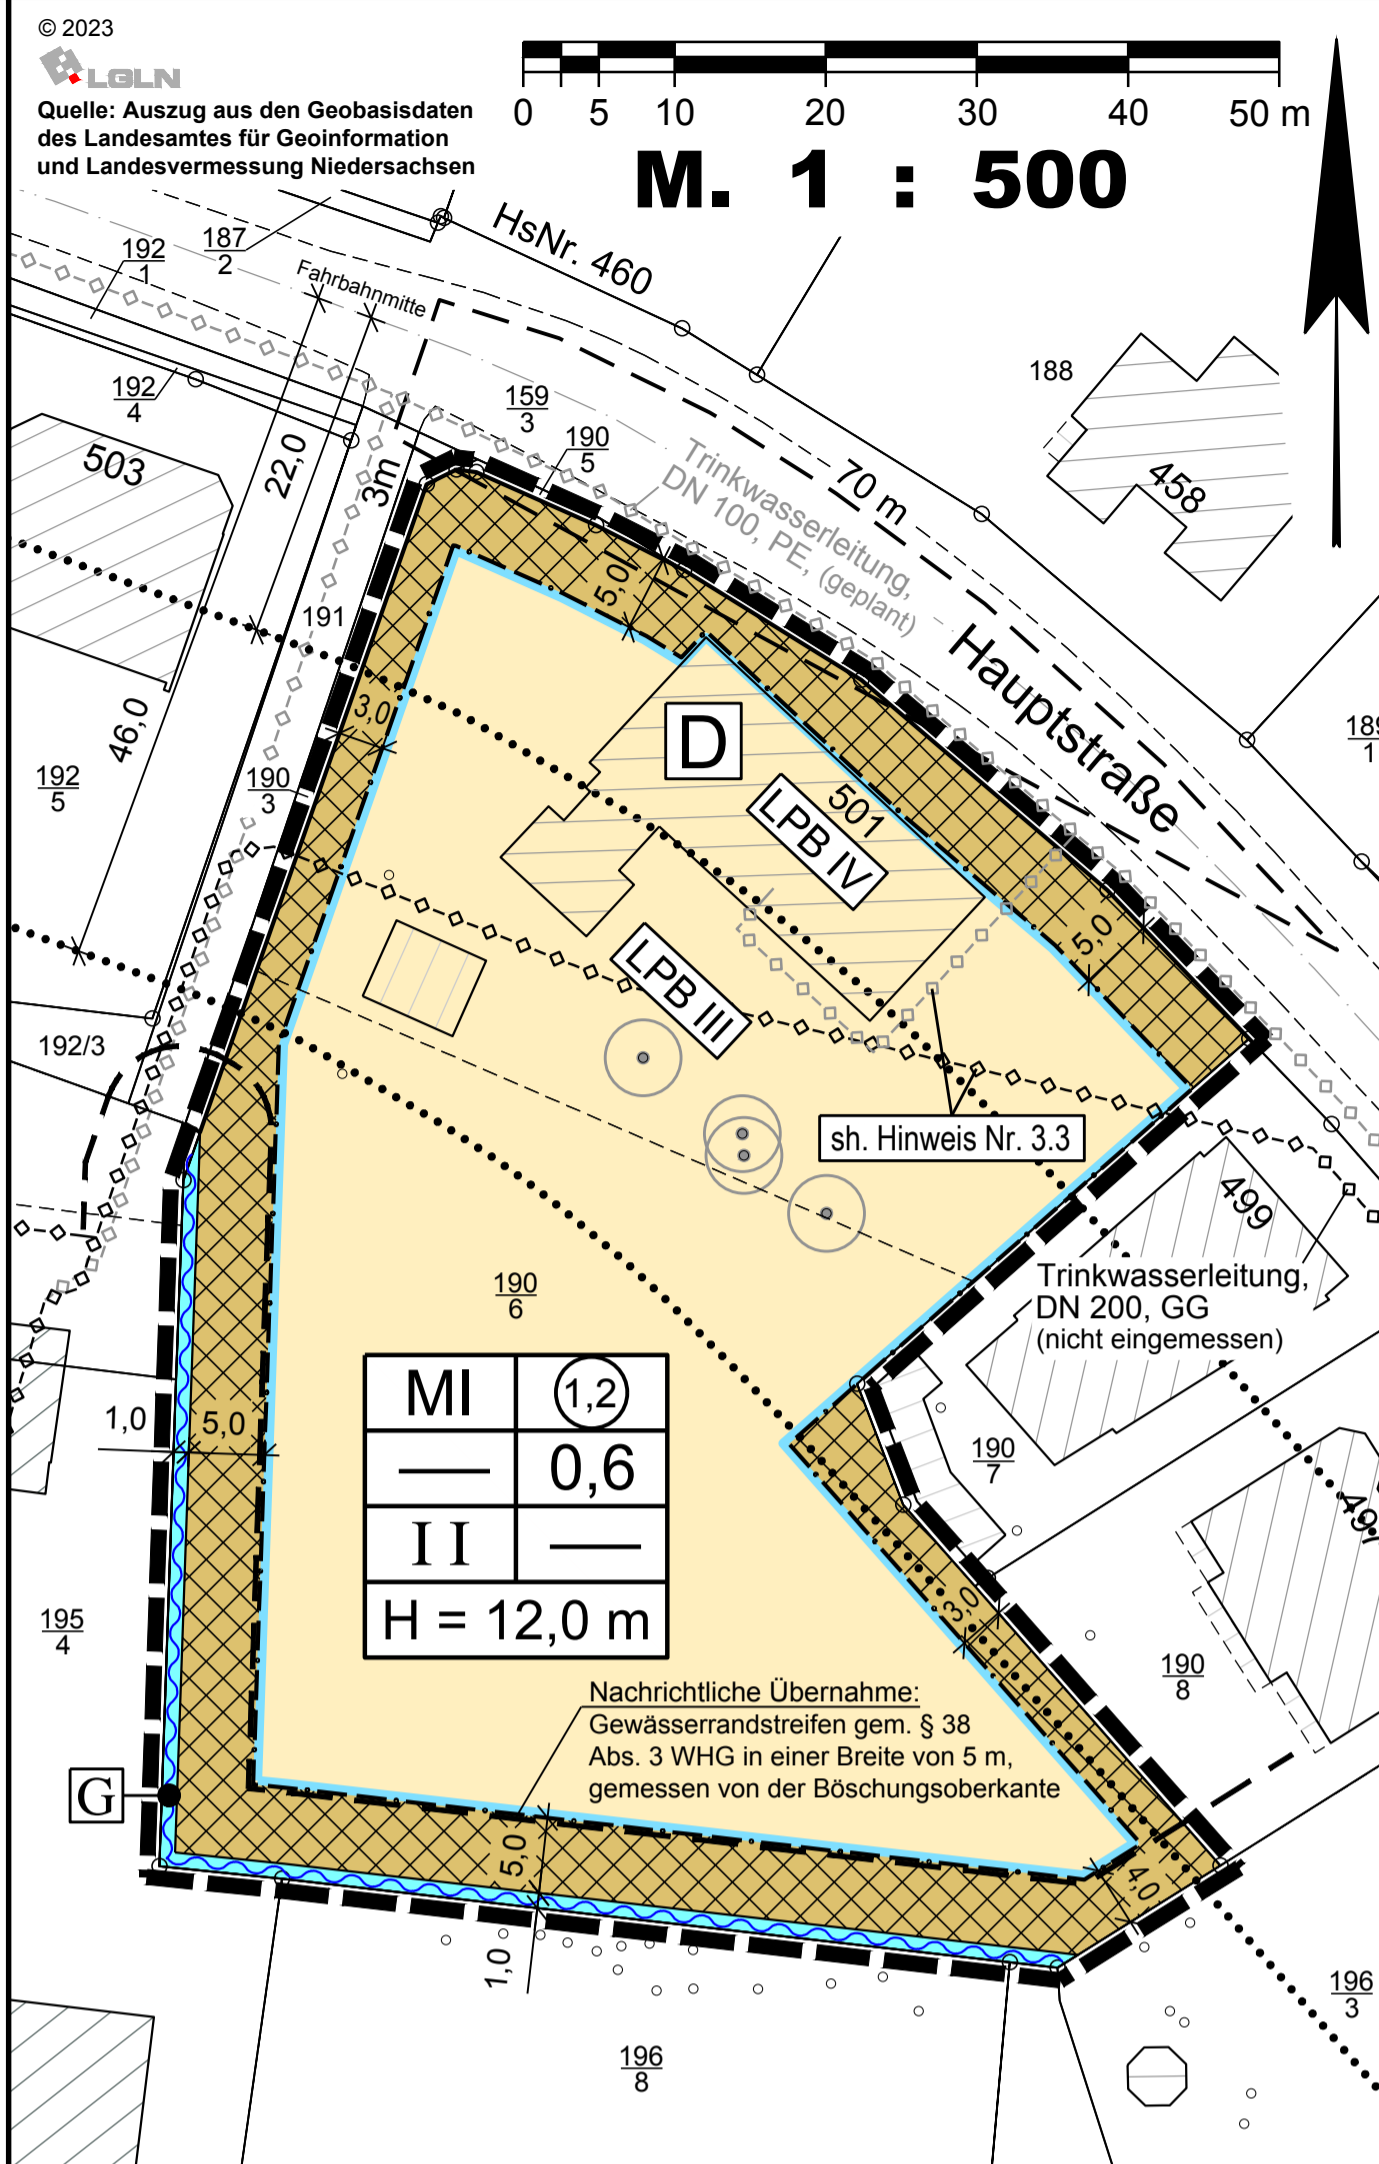 © 2023
LGLN
Quelle: Auszug aus den Geobasisdaten
des Landesamtes für Geoinformation
und Landesvermessung Niedersachsen
0 5 10 20 30 40 50 m
M. 1 : 500
HsNr. 460
192
1
187
2
Fahrbahnmitte
192
4
159
3
190
5
188
458
503
22,0
3m
Trinkwasserleitung,
DN 100, PE, (geplant)
70 m
Hauptstraße
5,0
191
3,0
46,0
192
5
190
3
D
501
LPB IV
189
1
LPB III
5,0
192/3
sh. Hinweis Nr. 3.3
499
Trinkwasserleitung,
DN 200, GG
(nicht eingemessen)
190
6
MI 1,2
0,6
II
H = 12,0 m
1,0
5,0
190
7
497
3,0
195
4
190
8
Nachrichtliche Übernahme:
Gewässerrandstreifen gem. § 38
Abs. 3 WHG in einer Breite von 5 m,
gemessen von der Böschungsoberkante
G
5,0
4,0
1,0
196
3
196
8